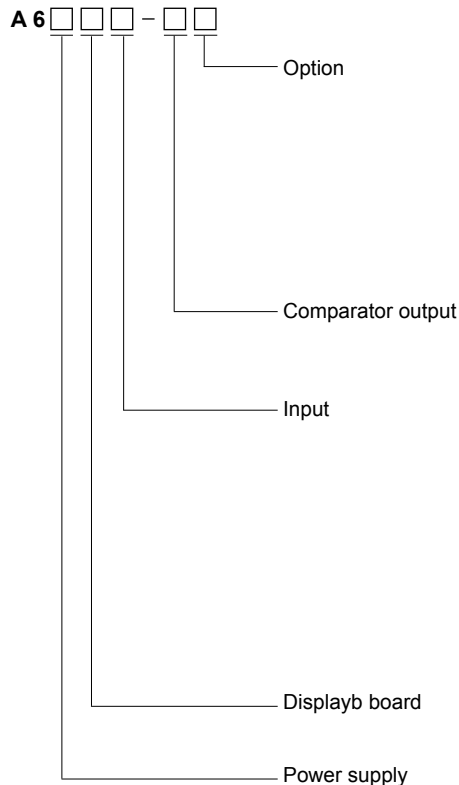 A 6□□□-□□
Option
Comparator output
Input
Displayb board
Power supply